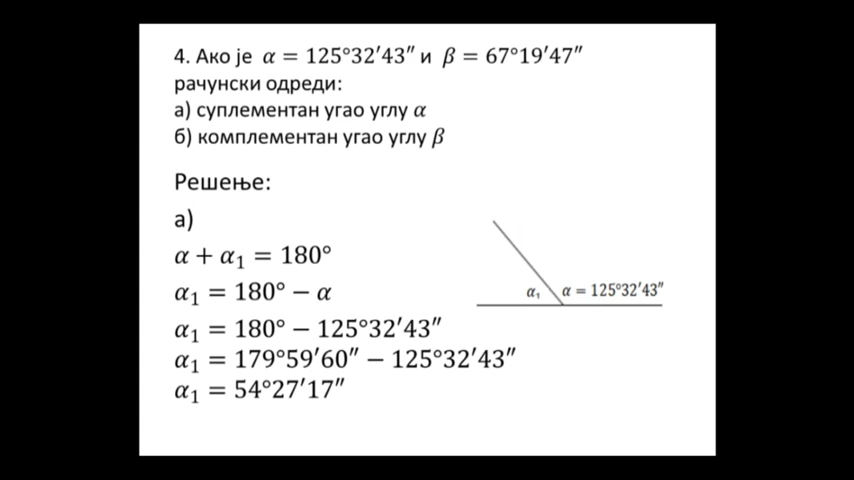 4. Ако је α = 125°32′43″ и β = 67°19′47″
рачунски одреди:
а) суплементан угао углу α
б) комплементан угао углу β
Решење:
а)
α + α₁ = 180°
α₁ = 180° − α
α₁ = 180° − 125°32′43″
α₁ = 179°59′60″ − 125°32′43″
α₁ = 54°27′17″
α₁ α = 125°32′43″